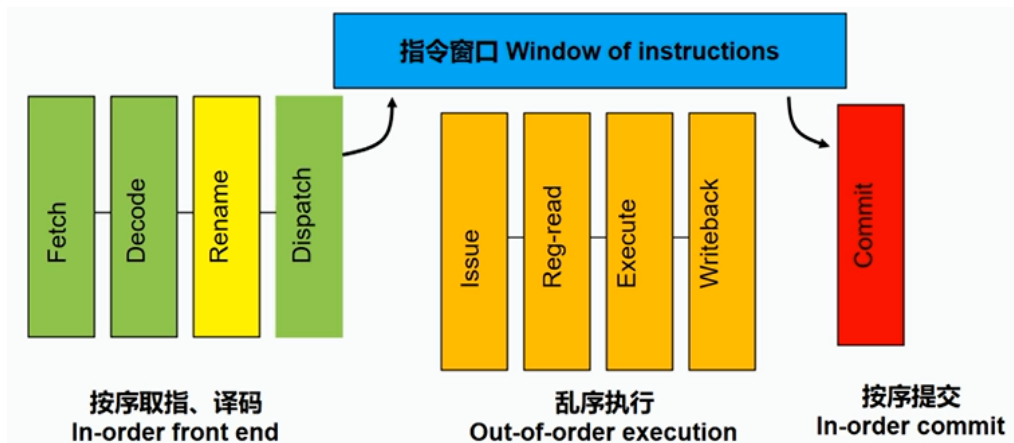 指令窗口 Window of instructions
Fetch
Decode
Rename
Dispatch
Issue
Reg-read
Execute
Writeback
Commit
按序取指、译码
In-order front end
乱序执行
Out-of-order execution
按序提交
In-order commit